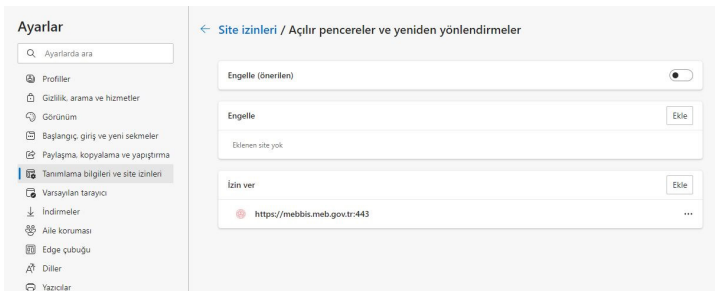 Ayarlar
Ayarlarda ara
Profiller
Gizlilik, arama ve hizmetler
Görünüm
Başlangıç, giriş ve yeni sekmeler
Paylaşma, kopyalama ve yapıştırma
Tanımlama bilgileri ve site izinleri
Varsayılan tarayıcı
İndirmeler
Aile koruması
Edge çubuğu
Diller
Yazıcılar
Site izinleri / Açılır pencereler ve yeniden yönlendirmeler
Engelle (önerilen)
Engelle
Ekle
Eklenen site yok
İzin ver
Ekle
https://mebbis.meb.gov.tr:443